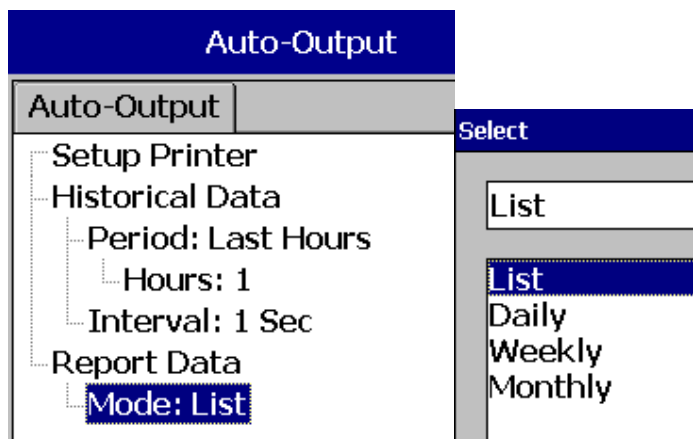 Auto-Output
Auto-Output
Setup Printer
Historical Data
Period: Last Hours
Hours: 1
Interval: 1 Sec
Report Data
Mode: List
Select
List
List
Daily
Weekly
Monthly